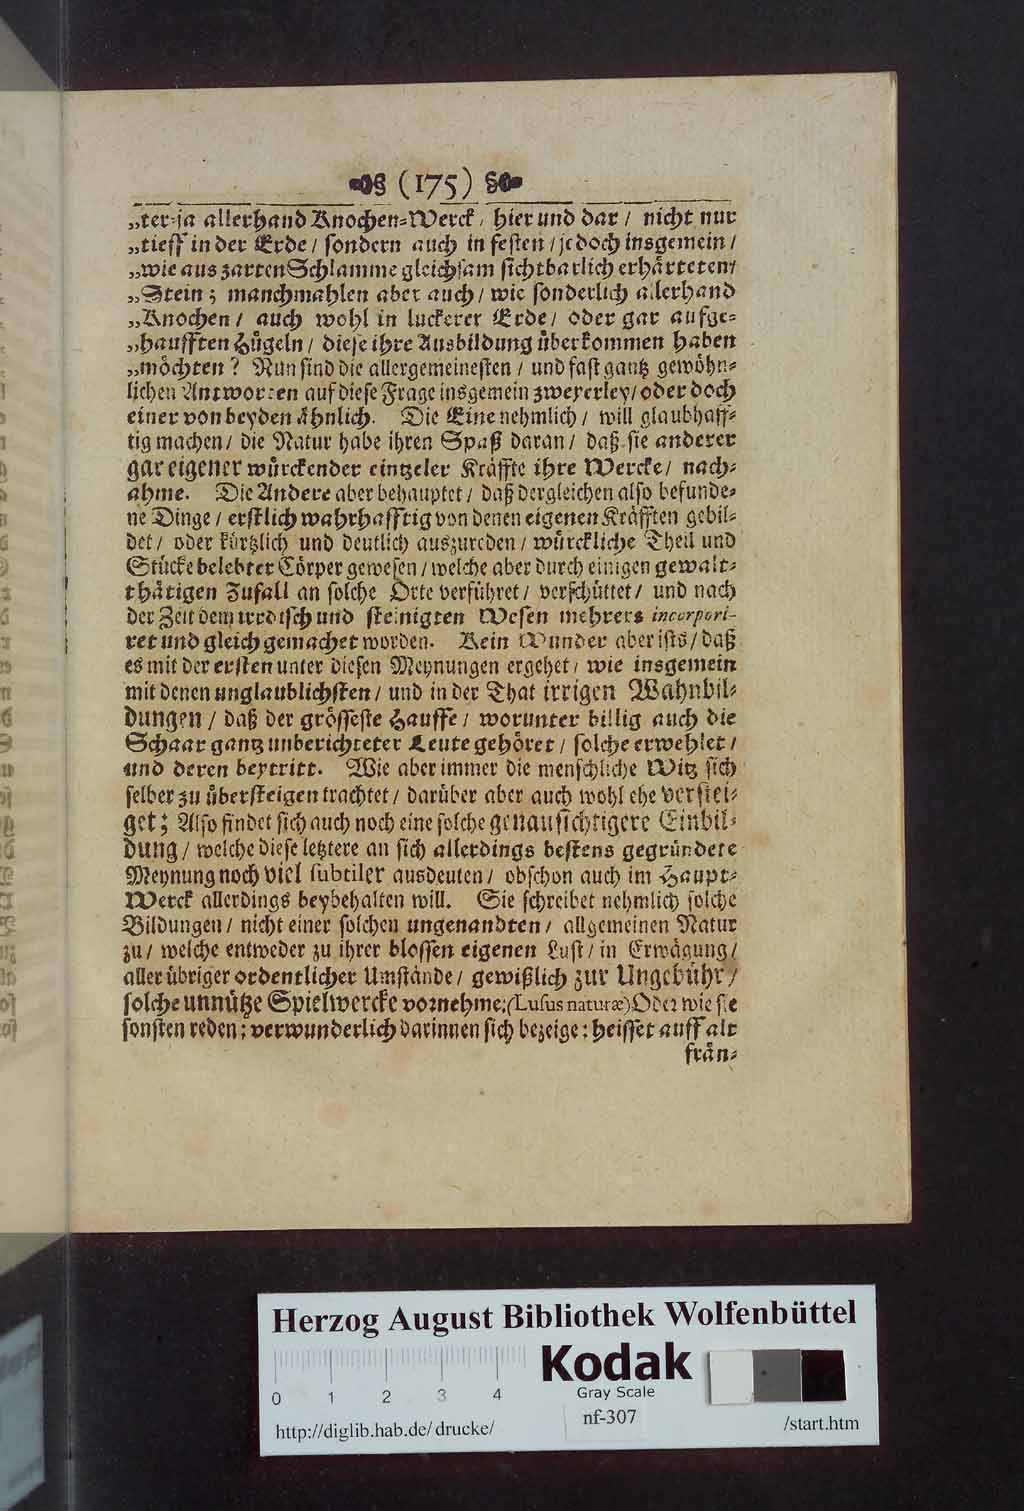 (175)
„ter-ja allerhand Knochen-Werck / hier und dar / nicht nur
„tieff in der Erde / sondern auch in festen / jedoch insgemein /
„wie aus zarten Schlamme gleichsam sichtbarlich erhärteten /
„Stein ; manchmahlen aber auch / wie sonderlich allerhand
„Knochen / auch wohl in luckerer Erde / oder gar aufge-
„haufften Hügeln / diese ihre Ausbildung überkommen haben
„möchten ? Nun sind die allergemeinesten / und fast gantz gewöhn-
lichen Antworten auf diese Frage insgemein zweyerley / oder doch
einer von beyden ähnlich. Die Eine nehmlich / will glaubhaff-
tig machen / die Natur habe ihren Spaß daran / daß sie anderer
gar eigener würckender eintzeler Kräffte ihre Wercke / nach-
ahme. Die Andere aber behauptet / daß dergleichen also befunde-
ne Dinge / erstlich wahrhafftig von denen eigenen Kräfften gebil-
det / oder kürtzlich und deutlich auszureden / würckliche Theil und
Stücke belebter Cörper gewesen / welche aber durch einigen gewalt-
thätigen Zufall an solche Orte verführet / verschüttet / und nach
der Zeit dem irrdisch und steinigten Wesen mehrers incorpori-
ret und gleich gemachet worden. Kein Wunder aber ists / daß
es mit der ersten unter diesen Meynungen ergehet / wie insgemein
mit denen unglaublichsten / und in der That irrigen Wahnbil-
dungen / daß der grösseste Hauffe / worunter billig auch die
Schaar gantz unberichteter Leute gehöret / solche erwehlet /
und deren beytritt. Wie aber immer die menschliche Witz sich
selber zu übersteigen trachtet / darüber aber auch wohl ehe verstei-
get ; Also findet sich auch noch eine solche genausichtigere Einbil-
dung / welche diese letztere an sich allerdings bestens gegründete
Meynung noch viel subtiler ausdeuten / obschon auch im Haupt-
Werck allerdings beybehalten will. Sie schreibet nehmlich solche
Bildungen / nicht einer solchen ungenandten / allgemeinen Natur
zu / welche entweder zu ihrer blossen eigenen Lust / in Erwägung /
aller übriger ordentlicher Umstände / gewißlich zur Ungebühr /
solche unnütze Spielwercke vornehme ; (Lusus naturæ) Oder wie sie
sonsten reden ; verwunderlich darinnen sich bezeige : heisset auff alt
frän-
Herzog August Bibliothek Wolfenbüttel
0 1 2 3 4
Kodak
Gray Scale
nf-307
http://diglib.hab.de/drucke/
/start.htm